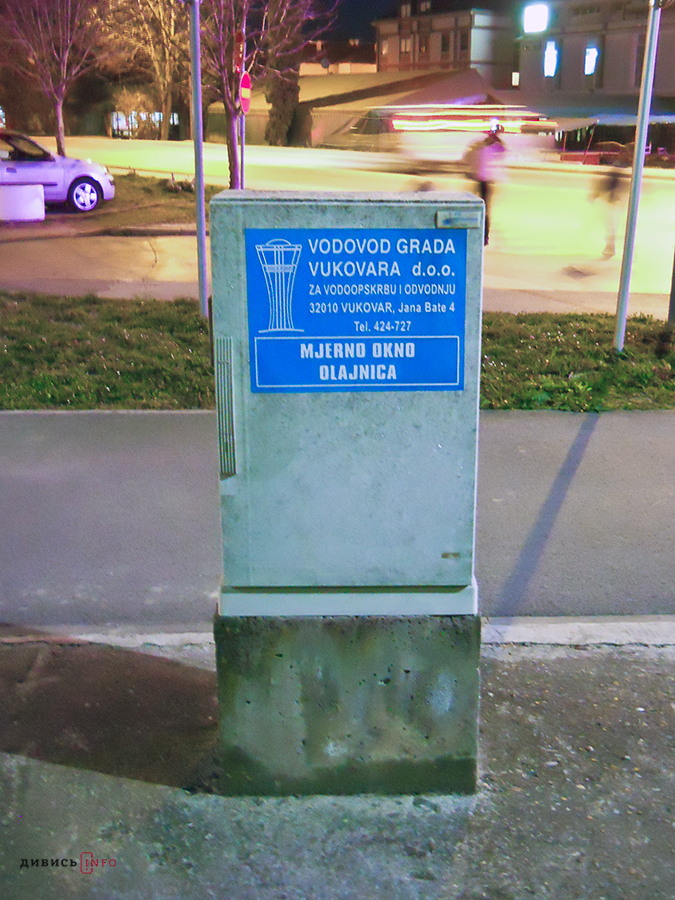 VODOVOD GRADA
VUKOVARA d.o.o.
ZA VODOOPSKRBU I ODVODNJU
32010 VUKOVAR, Jana Bate 4
Tel. 424-727
MJERNO OKNO
OLAJNICA
ДИВИСЬ INFO